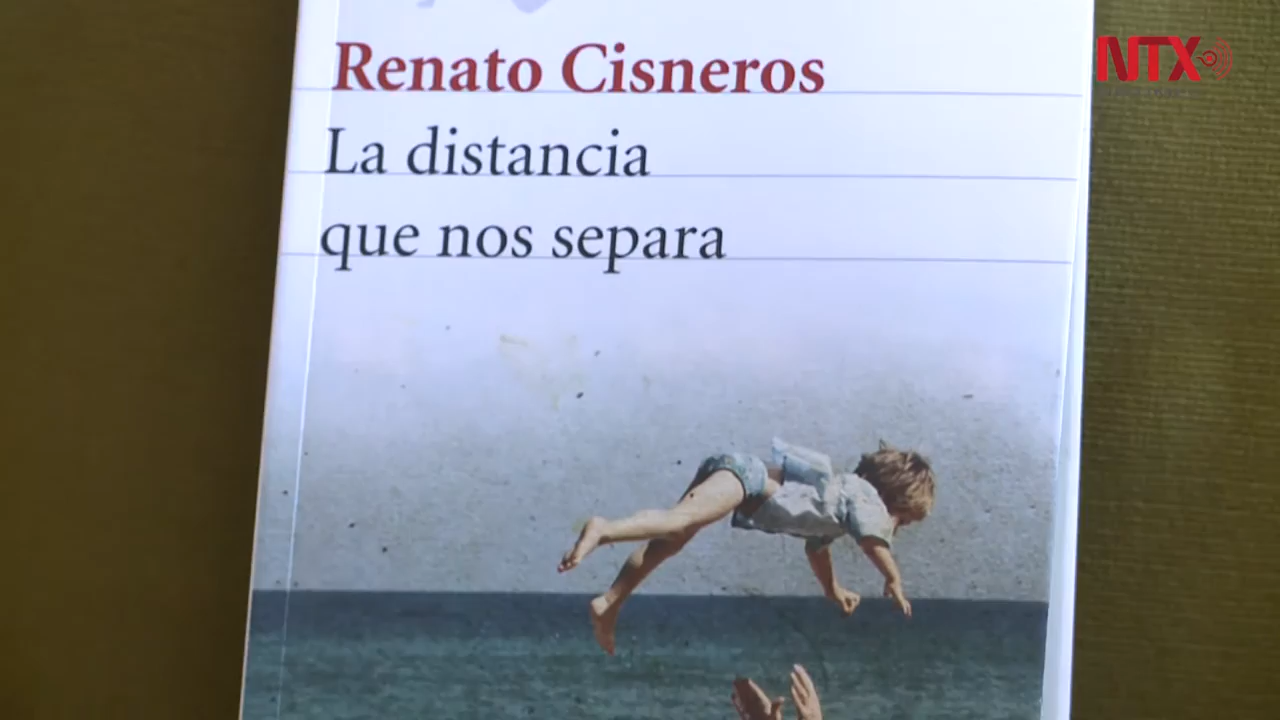 Renato Cisneros
La distancia
que nos separa
NTX